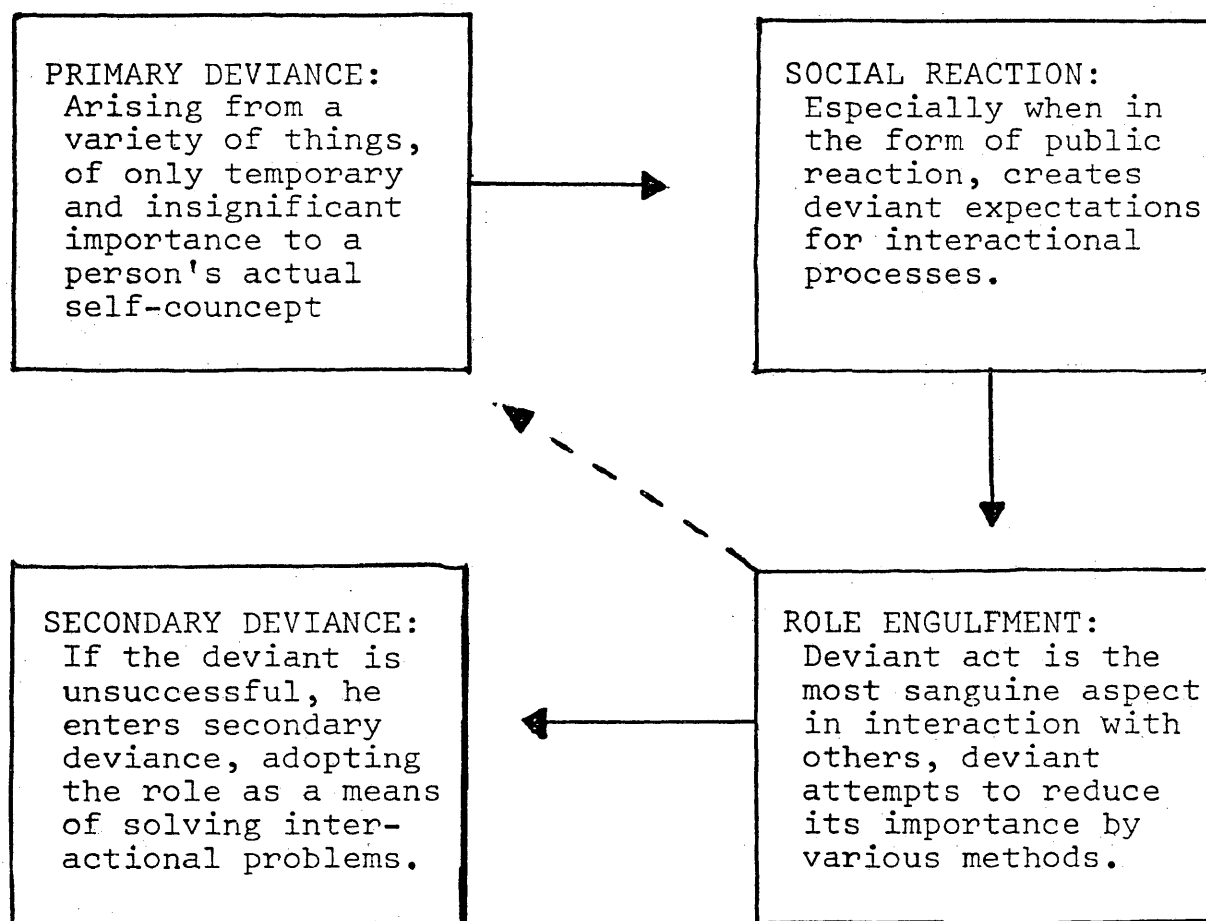 PRIMARY DEVIANCE:
Arising from a
variety of things,
of only temporary
and insignificant
importance to a
person's actual
self-councept
SOCIAL REACTION:
Especially when in
the form of public
reaction, creates
deviant expectations
for interactional
processes.
SECONDARY DEVIANCE:
If the deviant is
unsuccessful, he
enters secondary
deviance, adopting
the role as a means
of solving inter-
actional problems.
ROLE ENGULFMENT:
Deviant act is the
most sanguine aspect
in interaction with
others, deviant
attempts to reduce
its importance by
various methods.